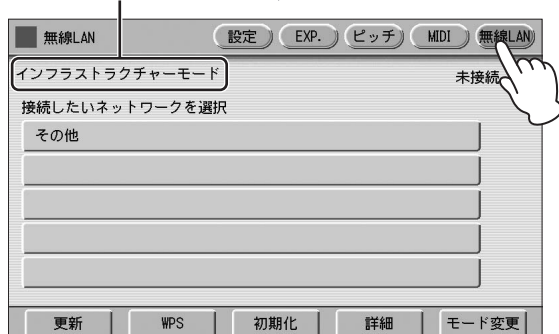 無線LAN 設定 EXP. ピッチ MIDI 無線LAN
インフラストラクチャーモード 未接続
接続したいネットワークを選択
その他
更新 WPS 初期化 詳細 モード変更